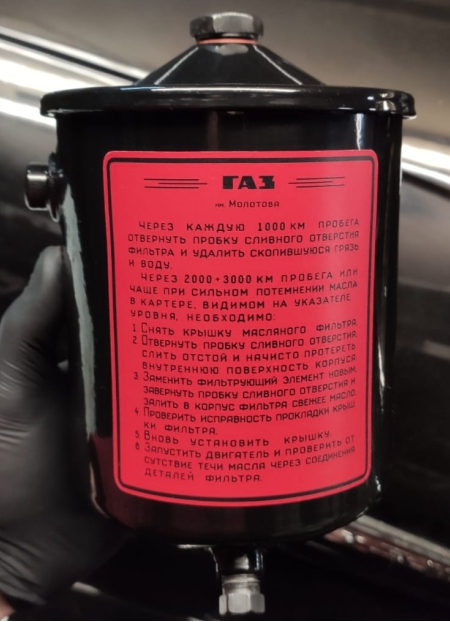 ГАЗ
им. Молотова
ЧЕРЕЗ КАЖДУЮ 1000 КМ ПРОБЕГА
ОТВЕРНУТЬ ПРОБКУ СЛИВНОГО ОТВЕРСТИЯ
ФИЛЬТРА И УДАЛИТЬ СКОПИВШУЮСЯ ГРЯЗЬ
И ВОДУ.
ЧЕРЕЗ 2000÷3000 КМ ПРОБЕГА ИЛИ
ЧАЩЕ ПРИ СИЛЬНОМ ПОТЕМНЕНИИ МАСЛА
В КАРТЕРЕ, ВИДИМОМ НА УКАЗАТЕЛЕ
УРОВНЯ, НЕОБХОДИМО:
1. СНЯТЬ КРЫШКУ МАСЛЯНОГО ФИЛЬТРА.
2. ОТВЕРНУТЬ ПРОБКУ СЛИВНОГО ОТВЕРСТИЯ,
СЛИТЬ ОТСТОЙ И НАЧИСТО ПРОТЕРЕТЬ
ВНУТРЕННЮЮ ПОВЕРХНОСТЬ КОРПУСА.
3. ЗАМЕНИТЬ ФИЛЬТРУЮЩИЙ ЭЛЕМЕНТ НОВЫМ,
ЗАВЕРНУТЬ ПРОБКУ СЛИВНОГО ОТВЕРСТИЯ И
ЗАЛИТЬ В КОРПУС ФИЛЬТРА СВЕЖЕЕ МАСЛО.
4. ПРОВЕРИТЬ ИСПРАВНОСТЬ ПРОКЛАДКИ КРЫШ
КИ ФИЛЬТРА.
5. ВНОВЬ УСТАНОВИТЬ КРЫШКУ.
6. ЗАПУСТИТЬ ДВИГАТЕЛЬ И ПРОВЕРИТЬ ОТ
СУТСТВИЕ ТЕЧИ МАСЛА ЧЕРЕЗ СОЕДИНЕНИЯ
ДЕТАЛЕЙ ФИЛЬТРА.